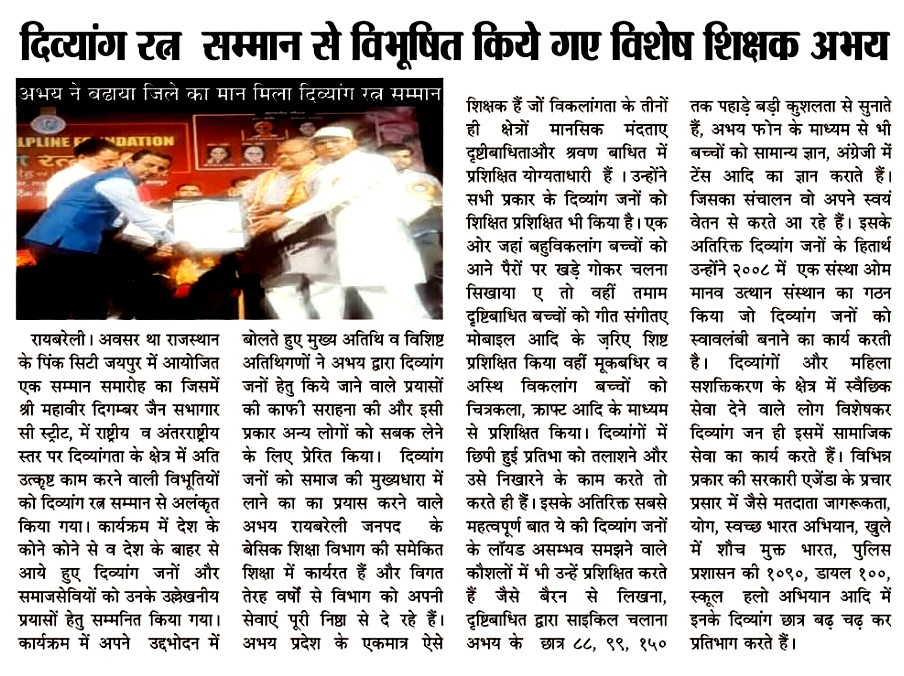 दिव्यांग रत्न सम्मान से विभूषित किये गए विशेष शिक्षक अभय
अभय ने बढाया जिले का मान मिला दिव्यांग रत्न सम्मान
LPLINE FOUNDATION
रायबरेली। अवसर था राजस्थान
के पिंक सिटी जयपुर में आयोजित
एक सम्मान समारोह का जिसमें
श्री महावीर दिगम्बर जैन सभागार
सी स्ट्रीट, में राष्ट्रीय व अंतरराष्ट्रीय
स्तर पर दिव्यांगता के क्षेत्र में अति
उत्कृष्ट काम करने वाली विभूतियों
को दिव्यांग रत्न सम्मान से अलंकृत
किया गया। कार्यक्रम में देश के
कोने कोने से व देश के बाहर से
आये हुए दिव्यांग जनों और
समाजसेवियों को उनके उल्लेखनीय
प्रयासों हेतु सम्मनित किया गया।
कार्यक्रम में अपने उद्दभोदन में
बोलते हुए मुख्य अतिथि व विशिष्ट
अतिथिगणों ने अभय द्वारा दिव्यांग
जनों हेतु किये जाने वाले प्रयासों
की काफी सराहना की और इसी
प्रकार अन्य लोगों को सबक लेने
के लिए प्रेरित किया। दिव्यांग
जनों को समाज की मुख्यधारा में
लाने का का प्रयास करने वाले
अभय रायबरेली जनपद के
बेसिक शिक्षा विभाग की समेकित
शिक्षा में कार्यरत हैं और विगत
तेरह वर्षों से विभाग को अपनी
सेवाएं पूरी निष्ठा से दे रहे हैं।
अभय प्रदेश के एकमात्र ऐसे
शिक्षक हैं जों विकलांगता के तीनों
ही क्षेत्रों मानसिक मंदताए
दृष्टीबाधिताऔर श्रवण बाधित में
प्रशिक्षित योग्यताधारी हैं । उन्होंने
सभी प्रकार के दिव्यांग जनों को
शिक्षित प्रशिक्षित भी किया है। एक
ओर जहां बहुविकलांग बच्चों को
आने पैरों पर खड़े गोकर चलना
सिखाया ए तो वहीं तमाम
दृष्टिबाधित बच्चों को गीत संगीतए
मोबाइल आदि के ज़रिए शिष्ट
प्रशिक्षित किया वहीं मूकबधिर व
अस्थि विकलांग बच्चों को
चित्रकला, क्राफ्ट आदि के माध्यम
से प्रशिक्षित किया। दिव्यांगों में
छिपी हुई प्रतिभा को तलाशने और
उसे निखारने के काम करते तो
करते ही हैं। इसके अतिरिक्त सबसे
महत्वपूर्ण बात ये की दिव्यांग जनों
के लॉयड असम्भव समझने वाले
कौशलों में भी उन्हें प्रशिक्षित करते
हैं जैसे बैरन से लिखना,
दृष्टिबाधित द्वारा साइकिल चलाना
अभय के छात्र ८८, ९९, १५०
तक पहाड़े बड़ी कुशलता से सुनाते
हैं, अभय फोन के माध्यम से भी
बच्चों को सामान्य ज्ञान, अंग्रेजी में
टेंस आदि का ज्ञान कराते हैं।
जिसका संचालन वो अपने स्वयं
वेतन से करते आ रहे हैं। इसके
अतिरिक्त दिव्यांग जनों के हितार्थ
उन्होंने २००८ में एक संस्था ओम
मानव उत्थान संस्थान का गठन
किया जो दिव्यांग जनों को
स्वावलंबी बनाने का कार्य करती
है। दिव्यांगों और महिला
सशक्तिकरण के क्षेत्र में स्वैछिक
सेवा देने वाले लोग विशेषकर
दिव्यांग जन ही इसमें सामाजिक
सेवा का कार्य करते हैं। विभिन्न
प्रकार की सरकारी एजेंडा के प्रचार
प्रसार में जैसे मतदाता जागरूकता,
योग, स्वच्छ भारत अभियान, खुले
में शौच मुक्त भारत, पुलिस
प्रशासन की १०९०, डायल १००,
स्कूल हलो अभियान आदि में
इनके दिव्यांग छात्र बढ़ चढ़ कर
प्रतिभाग करते हैं।